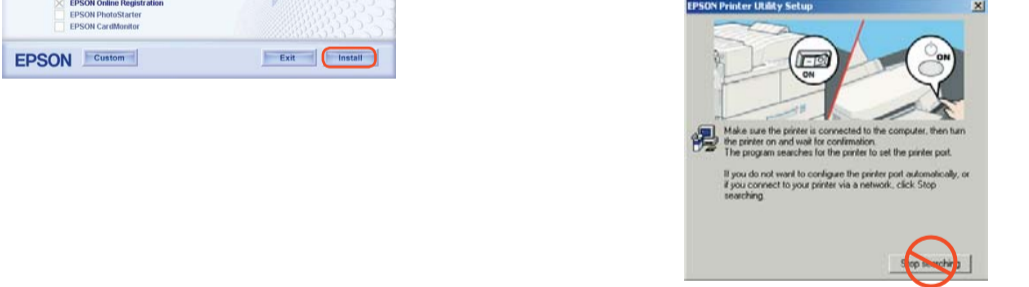 EPSON Online Registration
EPSON PhotoStarter
EPSON CardMonitor
EPSON
Custom
Exit
Install
EPSON Printer Utility Setup
ON
ON
Make sure the printer is connected to the computer, then turn
the printer on and wait for confirmation.
The program searches for the printer to set the printer port.
If you do not want to configure the printer port automatically, or
if you connect to your printer via a network, click Stop
searching.
Stop searching